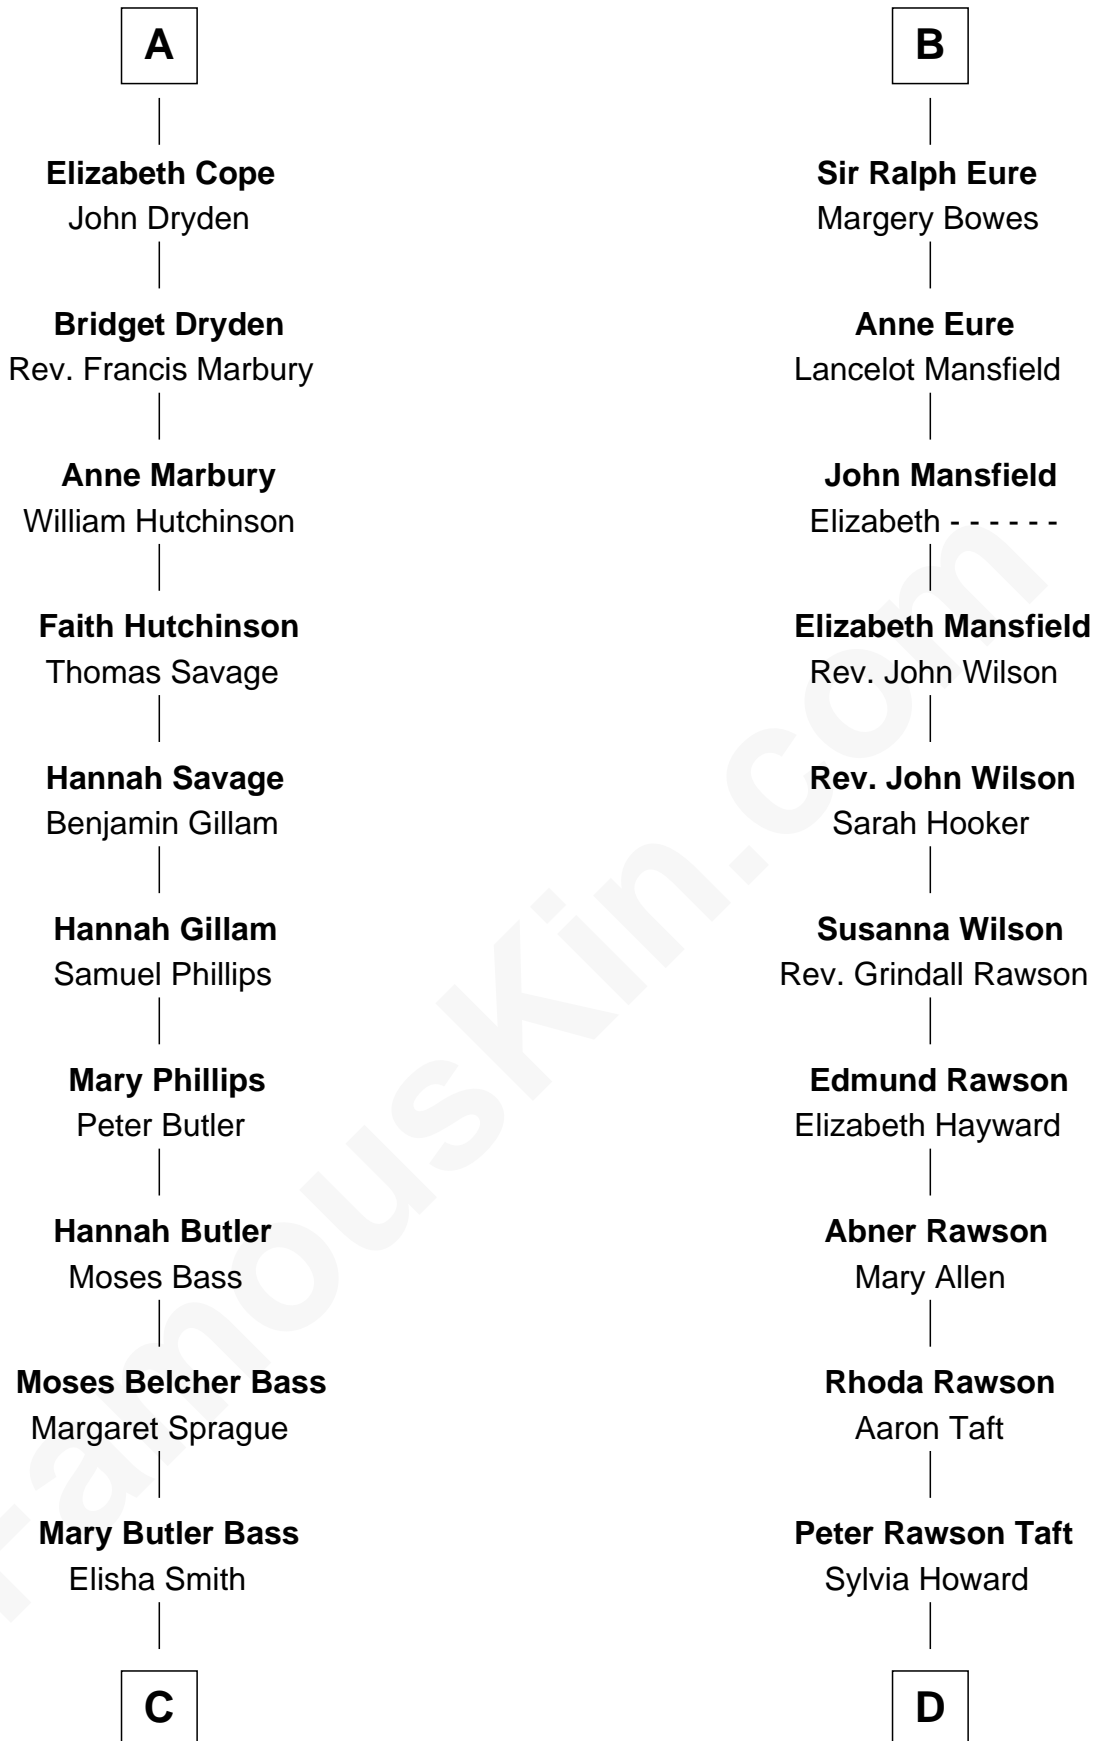 A
Elizabeth Cope
John Dryden
Bridget Dryden
Rev. Francis Marbury
Anne Marbury
William Hutchinson
Faith Hutchinson
Thomas Savage
Hannah Savage
Benjamin Gillam
Hannah Gillam
Samuel Phillips
Mary Phillips
Peter Butler
Hannah Butler
Moses Bass
Moses Belcher Bass
Margaret Sprague
Mary Butler Bass
Elisha Smith
C
B
Sir Ralph Eure
Margery Bowes
Anne Eure
Lancelot Mansfield
John Mansfield
Elizabeth - - - - - -
Elizabeth Mansfield
Rev. John Wilson
Rev. John Wilson
Sarah Hooker
Susanna Wilson
Rev. Grindall Rawson
Edmund Rawson
Elizabeth Hayward
Abner Rawson
Mary Allen
Rhoda Rawson
Aaron Taft
Peter Rawson Taft
Sylvia Howard
D
FamousKin.com